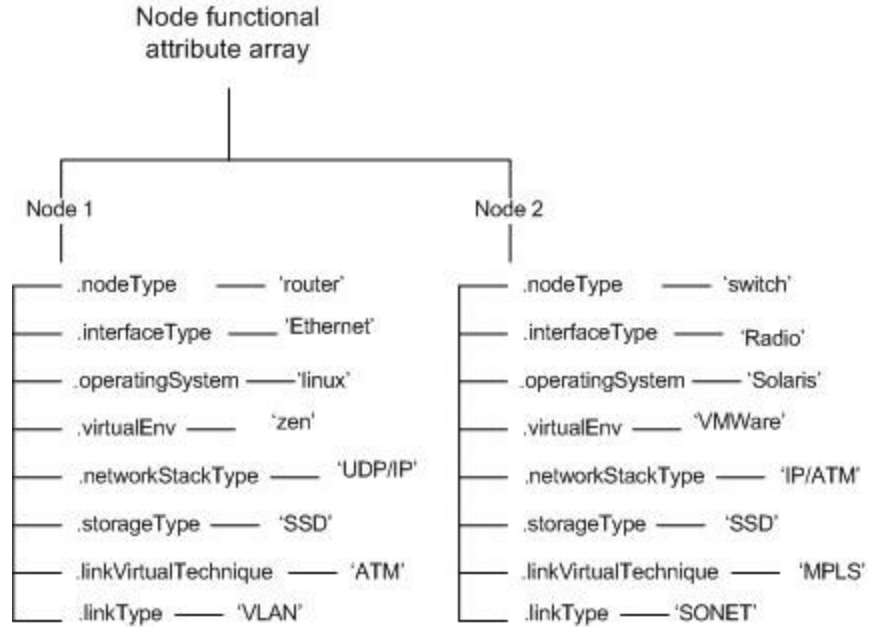 Node functional
attribute array
Node 1
.nodeType 'router'
.interfaceType 'Ethernet'
.operatingSystem 'linux'
.virtualEnv 'zen'
.networkStackType 'UDP/IP'
.storageType 'SSD'
.linkVirtualTechnique 'ATM'
.linkType 'VLAN'
Node 2
.nodeType 'switch'
.interfaceType 'Radio'
.operatingSystem 'Solaris'
.virtualEnv 'VMWare'
.networkStackType 'IP/ATM'
.storageType 'SSD'
.linkVirtualTechnique 'MPLS'
.linkType 'SONET'